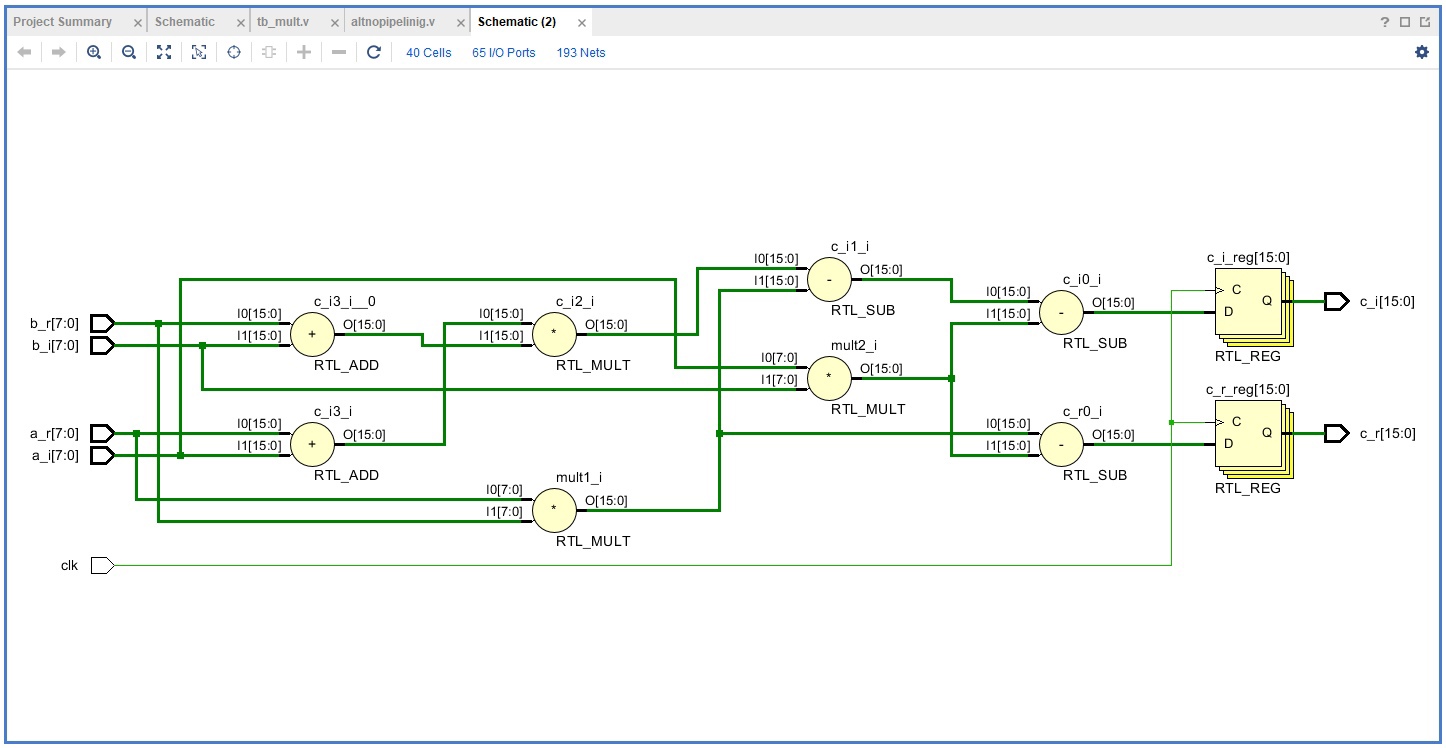 Project Summary × Schematic × tb_mult.v × altnopipelinig.v × Schematic (2) × ?
40 Cells 65 I/O Ports 193 Nets
c_i1_i
I0[15:0]
I1[15:0]
O[15:0]
-
RTL_SUB
c_i_reg[15:0]
C
D
Q
RTL_REG
c_i[15:0]
c_i0_i
I0[15:0]
I1[15:0]
O[15:0]
-
RTL_SUB
c_i3_i__0
b_r[7:0]
b_i[7:0]
I0[15:0]
I1[15:0]
O[15:0]
+
RTL_ADD
c_i2_i
I0[15:0]
I1[15:0]
O[15:0]
*
RTL_MULT
mult2_i
I0[7:0]
I1[7:0]
O[15:0]
*
RTL_MULT
c_i3_i
a_r[7:0]
a_i[7:0]
I0[15:0]
I1[15:0]
O[15:0]
+
RTL_ADD
c_r0_i
I0[15:0]
I1[15:0]
O[15:0]
-
RTL_SUB
c_r_reg[15:0]
C
D
Q
RTL_REG
c_r[15:0]
mult1_i
I0[7:0]
I1[7:0]
O[15:0]
*
RTL_MULT
clk